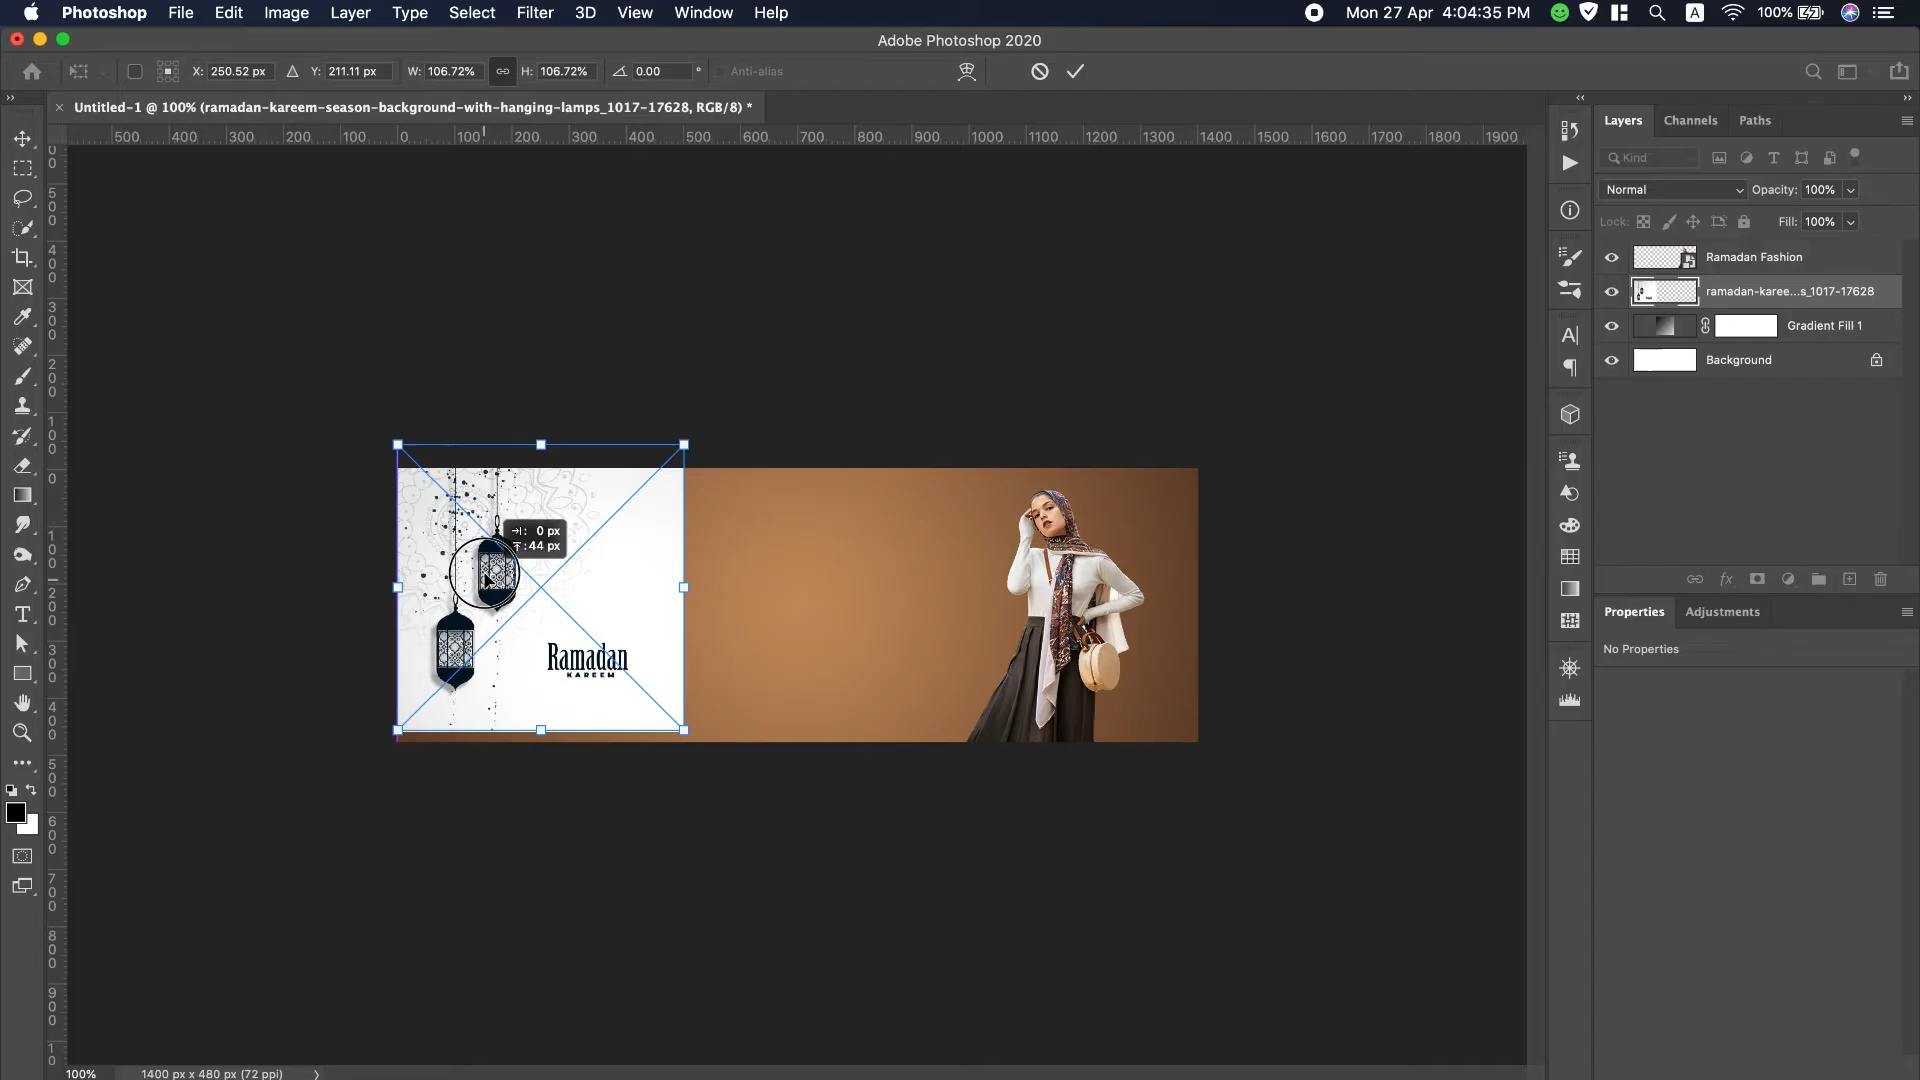 Photoshop File Edit Image Layer Type Select Filter 3D View Window Help Mon 27 Apr 4:04:35 PM A 100%
Adobe Photoshop 2020
X: 250.52 px Y: 211.11 px W: 106.72% H: 106.72% 0.00 ° Anti-alias
Untitled-1 @ 100% (ramadan-kareem-season-background-with-hanging-lamps_1017-17628, RGB/8) *
500 400 300 200 100 0 100 200 300 400 500 600 700 800 900 1000 1100 1200 1300 1400 1500 1600 1700 1800 1900
Layers Channels Paths
Kind
Normal Opacity: 100%
Lock: Fill: 100%
Ramadan Fashion
ramadan-karee...s_1017-17628
Gradient Fill 1
Background
0 px
44 px
Ramadan
KAREEM
Properties Adjustments
No Properties
100% 1400 px x 480 px (72 ppi)